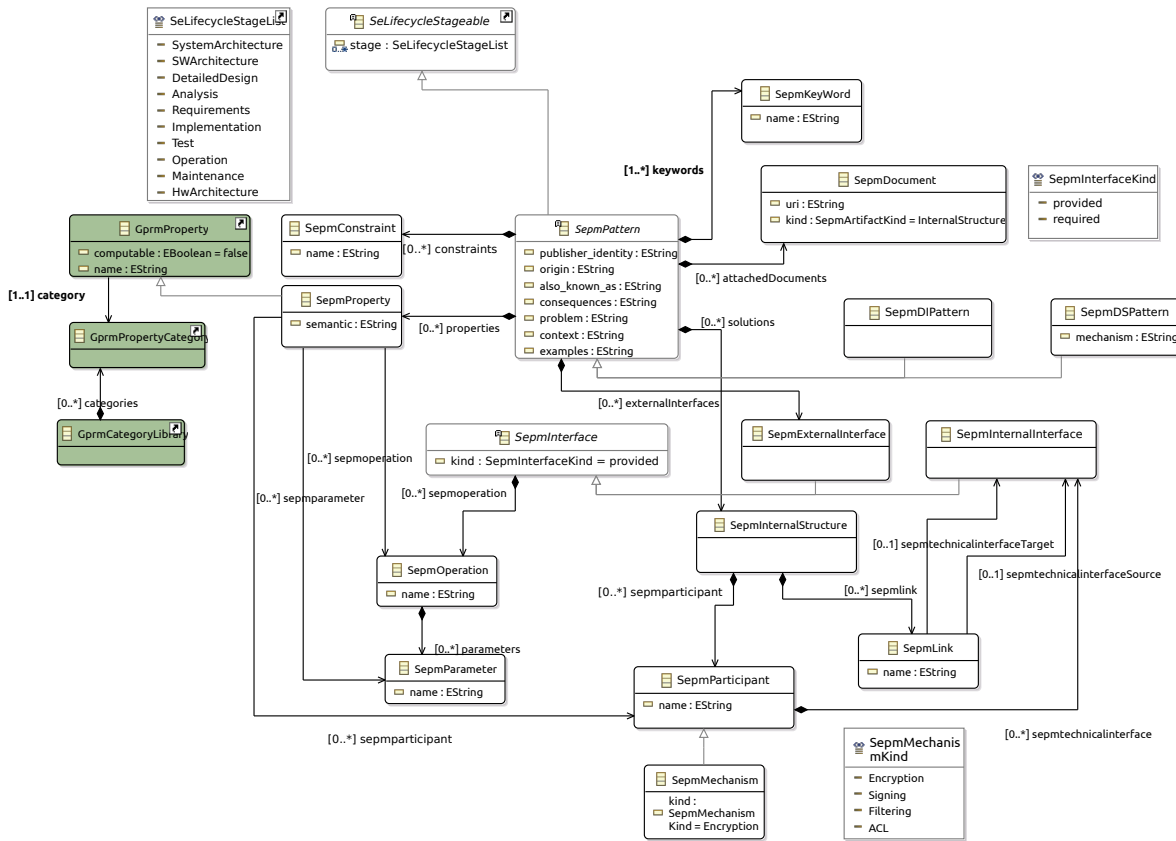 SeLifecycleStageList
SystemArchitecture
SWArchitecture
DetailedDesign
Analysis
Requirements
Implementation
Test
Operation
Maintenance
HwArchitecture
SeLifecycleStageable
0..*
stage : SeLifecycleStageList
SepmKeyWord
name : EString
[1..*] keywords
SepmDocument
uri : EString
kind : SepmArtifactKind = InternalStructure
SepmInterfaceKind
provided
required
GprmProperty
computable : EBoolean = false
name : EString
SepmConstraint
name : EString
[0..*] constraints
SepmPattern
publisher_identity : EString
origin : EString
also_known_as : EString
consequences : EString
problem : EString
context : EString
examples : EString
[0..*] attachedDocuments
[1..1] category
SepmProperty
semantic : EString
[0..*] properties
[0..*] solutions
SepmDIPattern
SepmDSPattern
mechanism : EString
GprmPropertyCategory
[0..*] categories
GprmCategoryLibrary
[0..*] externalInterfaces
SepmInterface
kind : SepmInterfaceKind = provided
SepmExternalInterface
SepmInternalInterface
[0..*] sepmoperation
[0..*] sepmparameter
[0..*] sepmoperation
SepmInternalStructure
[0..1] sepmtechnicalinterfaceTarget
[0..1] sepmtechnicalinterfaceSource
SepmOperation
name : EString
[0..*] sepmparticipant
[0..*] sepmlink
[0..*] parameters
SepmParameter
name : EString
SepmLink
name : EString
SepmParticipant
name : EString
[0..*] sepmparticipant
[0..*] sepmtechnicalinterface
SepmMechanism
kind :
SepmMechanism
Kind = Encryption
SepmMechanis
mKind
Encryption
Signing
Filtering
ACL